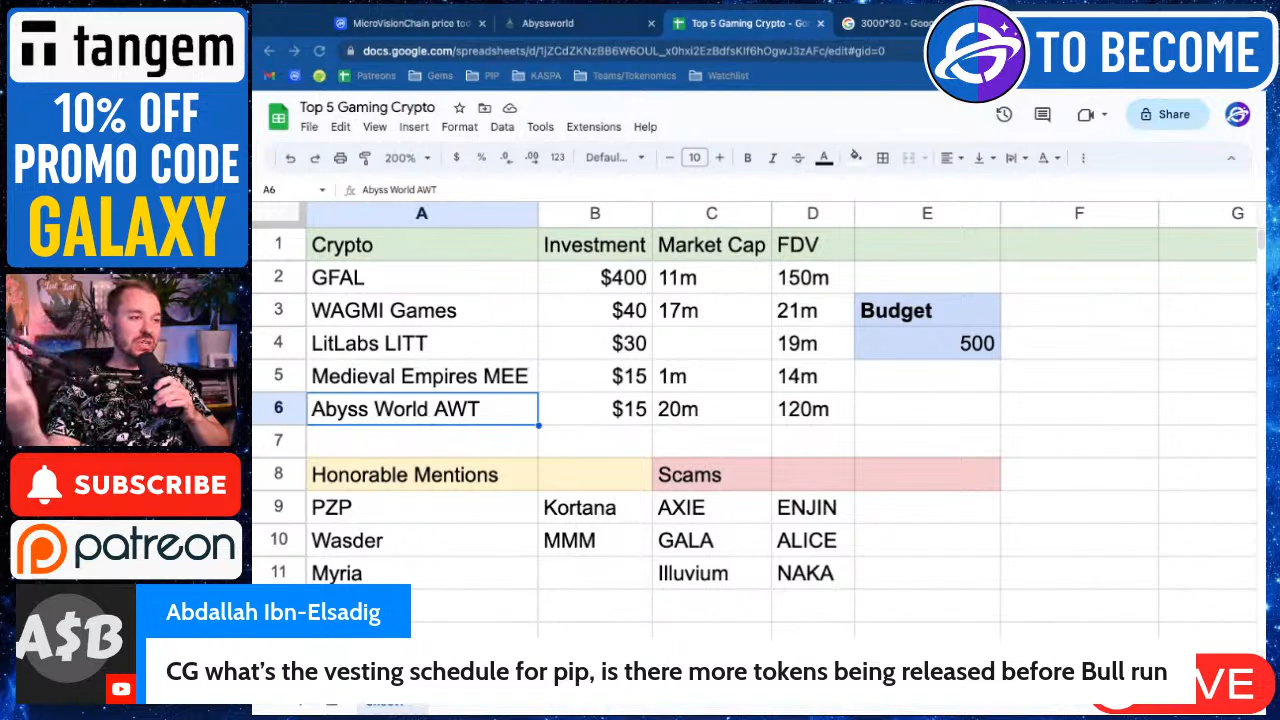 tangem
10% OFF
PROMO CODE
GALAXY
SUBSCRIBE
patreon
MicroVisionChain price tod
Abyss
Top 5 Gaming Crypto - Go
3000*30 - Goo
TO BECOME
docs.google.com/spreadsheets/d/
Patreons Gems PIP KASPA Teams/Tokenomics Watchlist
Top 5 Gaming Crypto
Share
File Edit View Insert Format Data Tools Extensions Help
200% $ % .0 .00 123 Defaul... 10 B I A
A6 fx Abyss World AWT
A B C D E F G
1 Crypto Investment Market Cap FDV
2 GFAL $400 11m 150m
3 WAGMI Games $40 17m 21m Budget
4 LitLabs LITT $30 19m 500
5 Medieval Empires MEE $15 1m 14m
6 Abyss World AWT $15 20m 120m
7
8 Honorable Mentions Scams
9 PZP Kortana AXIE ENJIN
10 Wasder MMM GALA ALICE
11 Myria Illuvium NAKA
A$B
Abdallah Ibn-Elsadig
CG what's the vesting schedule for pip, is there more tokens being released before Bull run
VE